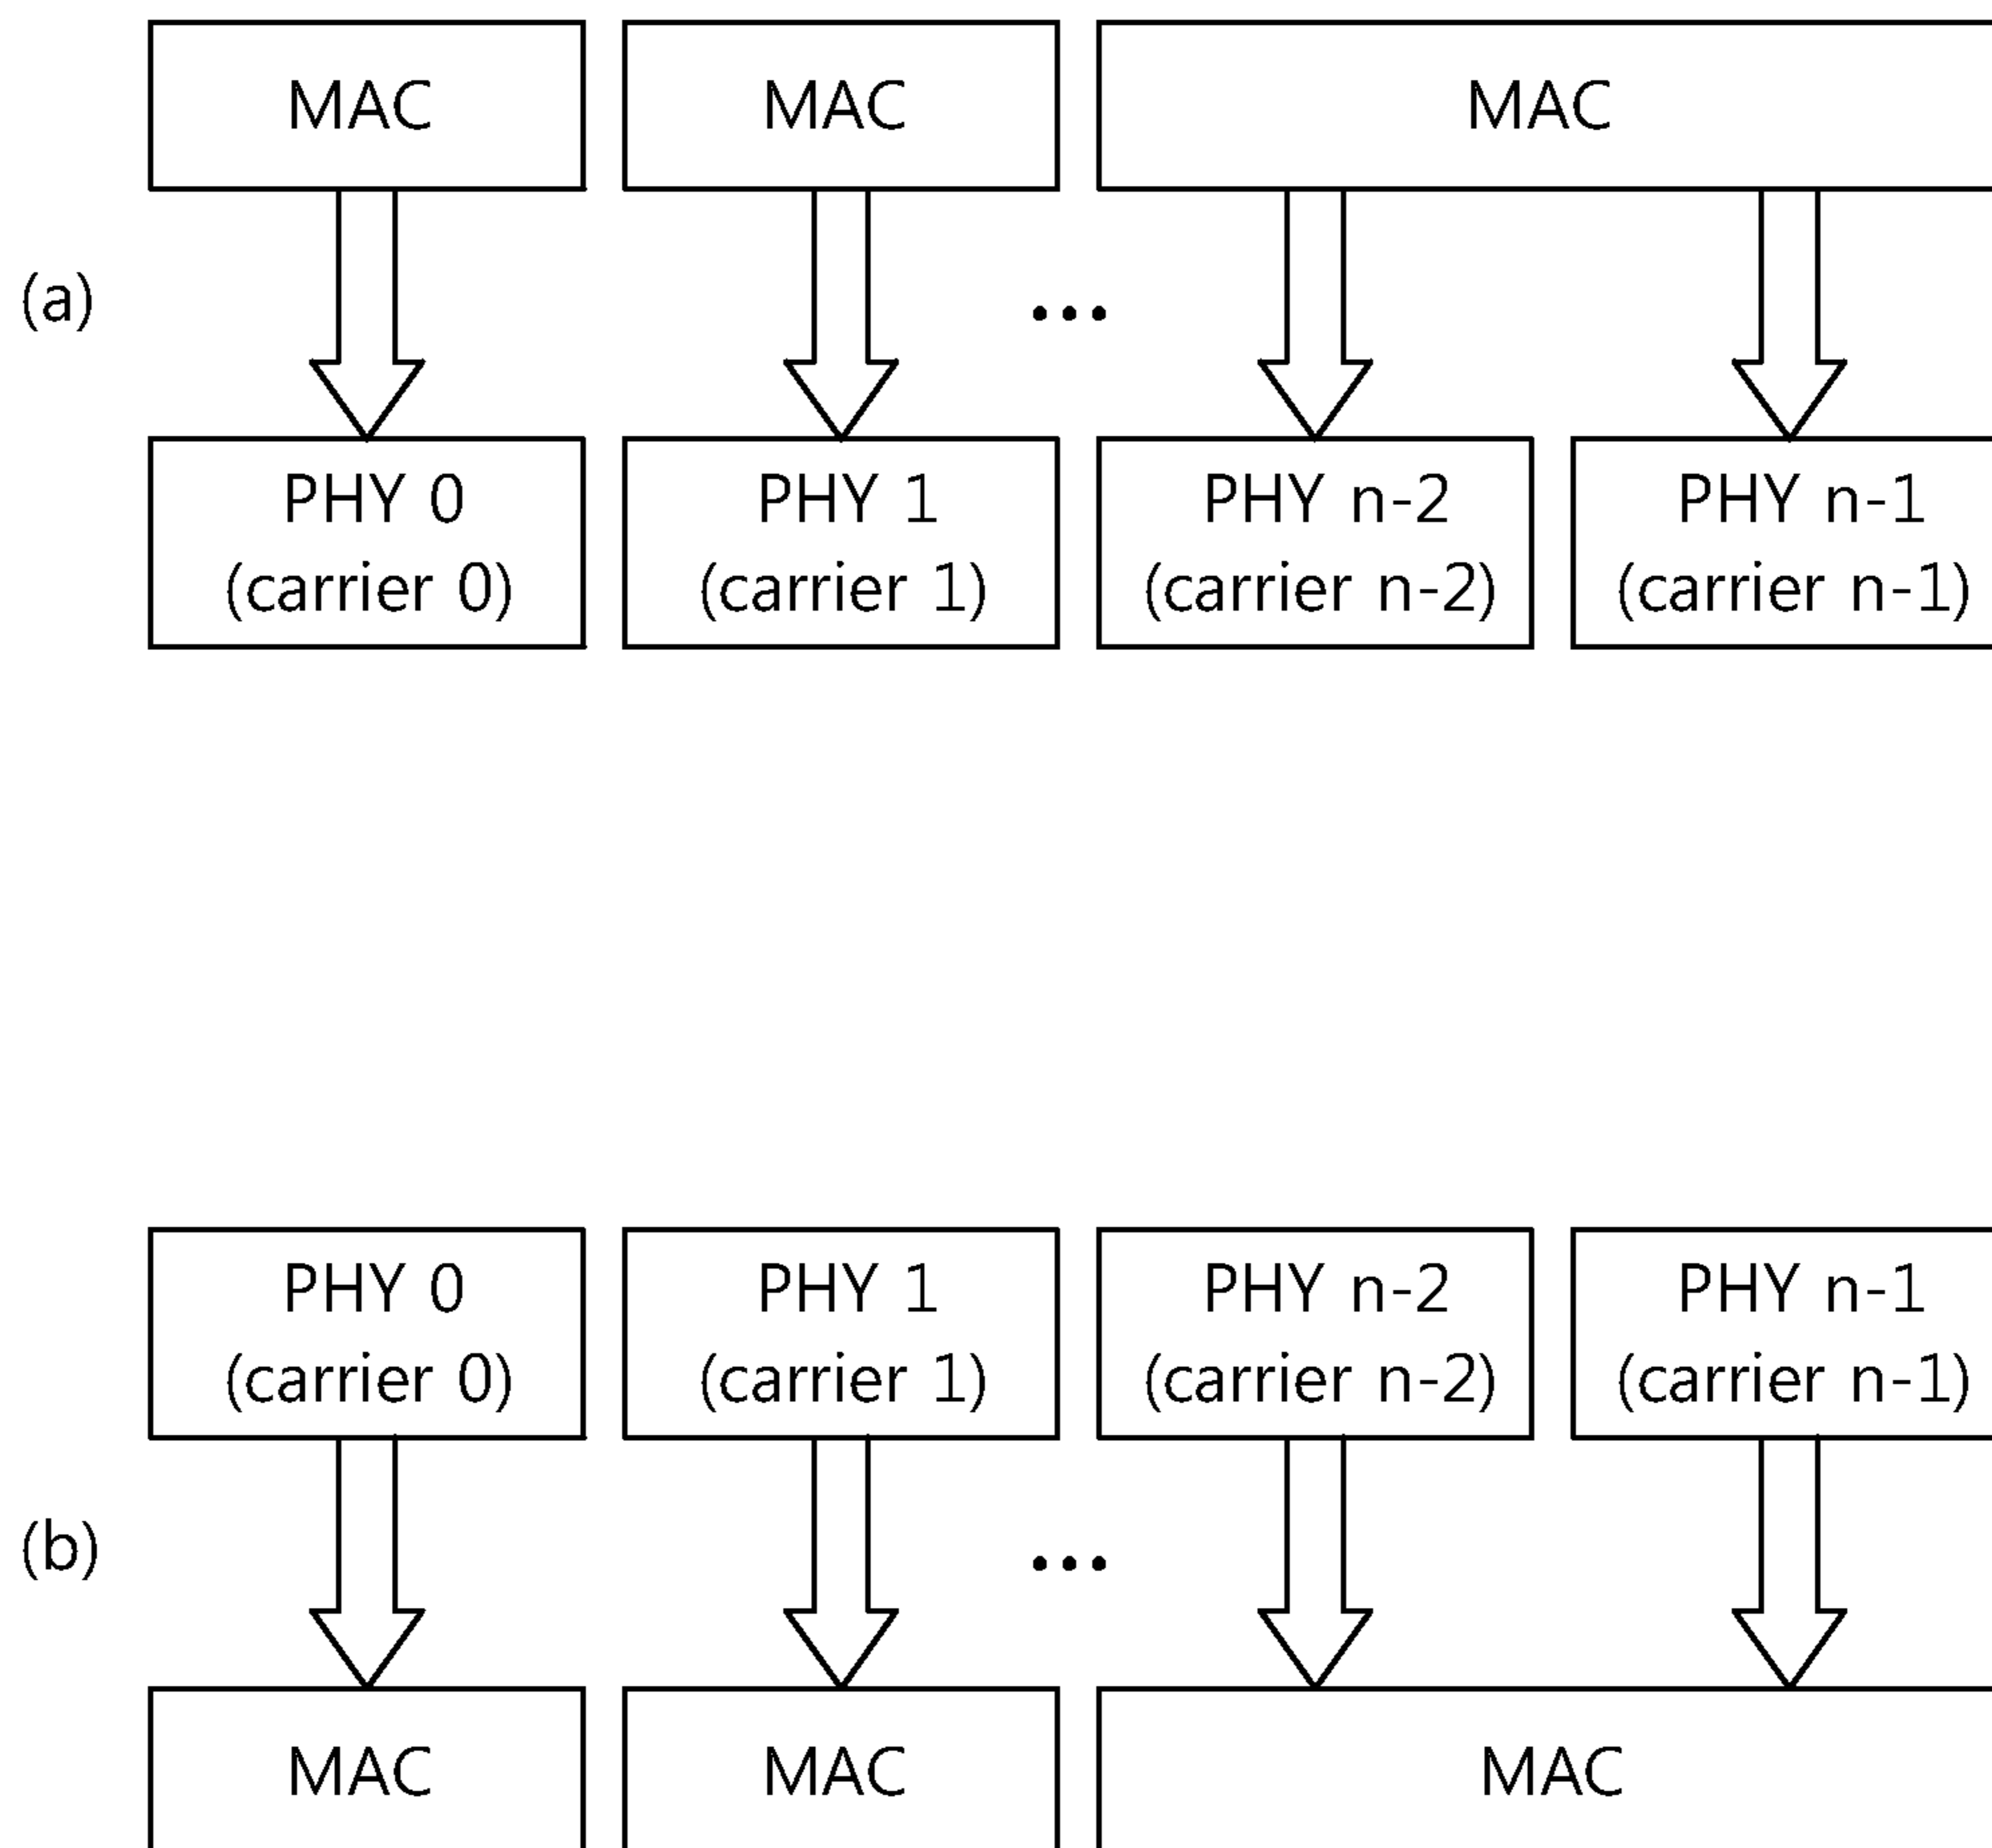 MAC MAC MAC
(a)
...
PHY 0 PHY 1 PHY n-2 PHY n-1
(carrier 0) (carrier 1) (carrier n-2) (carrier n-1)
PHY 0 PHY 1 PHY n-2 PHY n-1
(carrier 0) (carrier 1) (carrier n-2) (carrier n-1)
(b)
...
MAC MAC MAC